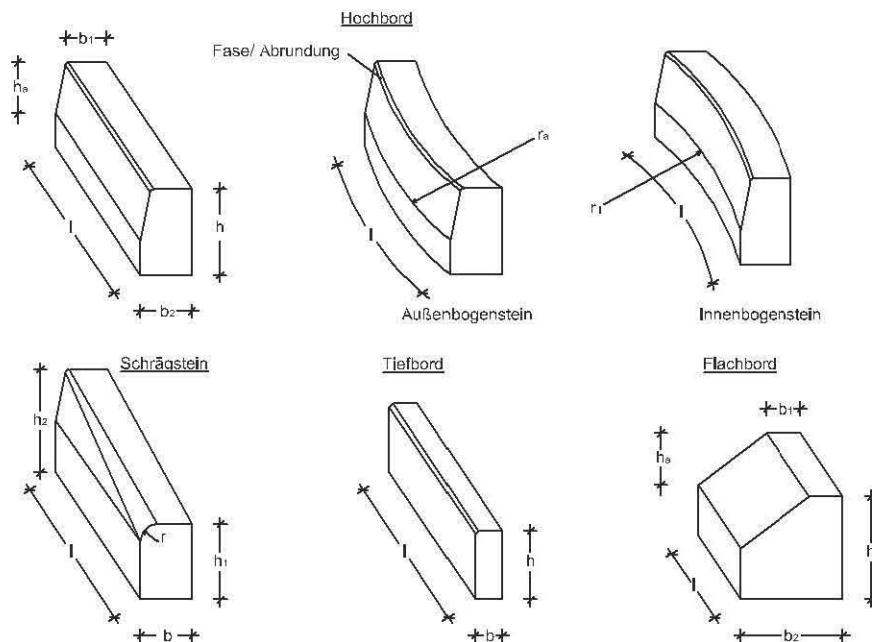 Hochbord
b1
Fase/ Abrundung
ha
ra
l
h
r1
l
l
b2
Außenbogenstein
Innenbogenstein
Schrägstein
Tiefbord
Flachbord
b1
h2
ha
r
h1
h
h
l
l
l
b
b
b2